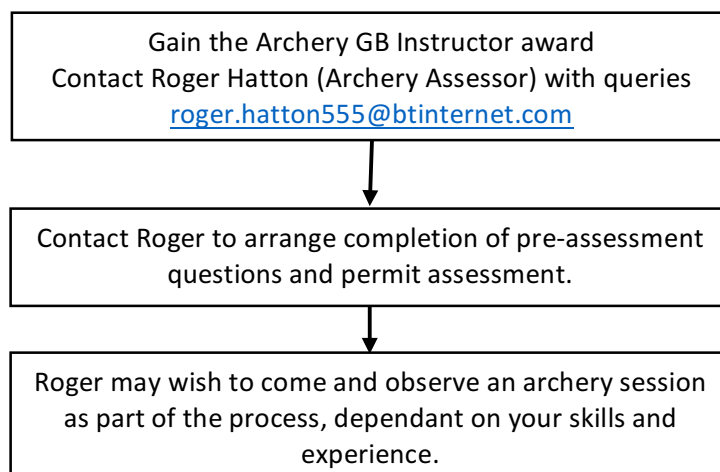 Gain the Archery GB Instructor award
Contact Roger Hatton (Archery Assessor) with queries
roger.hatton555@btinternet.com
Contact Roger to arrange completion of pre-assessment
questions and permit assessment.
Roger may wish to come and observe an archery session
as part of the process, dependant on your skills and
experience.